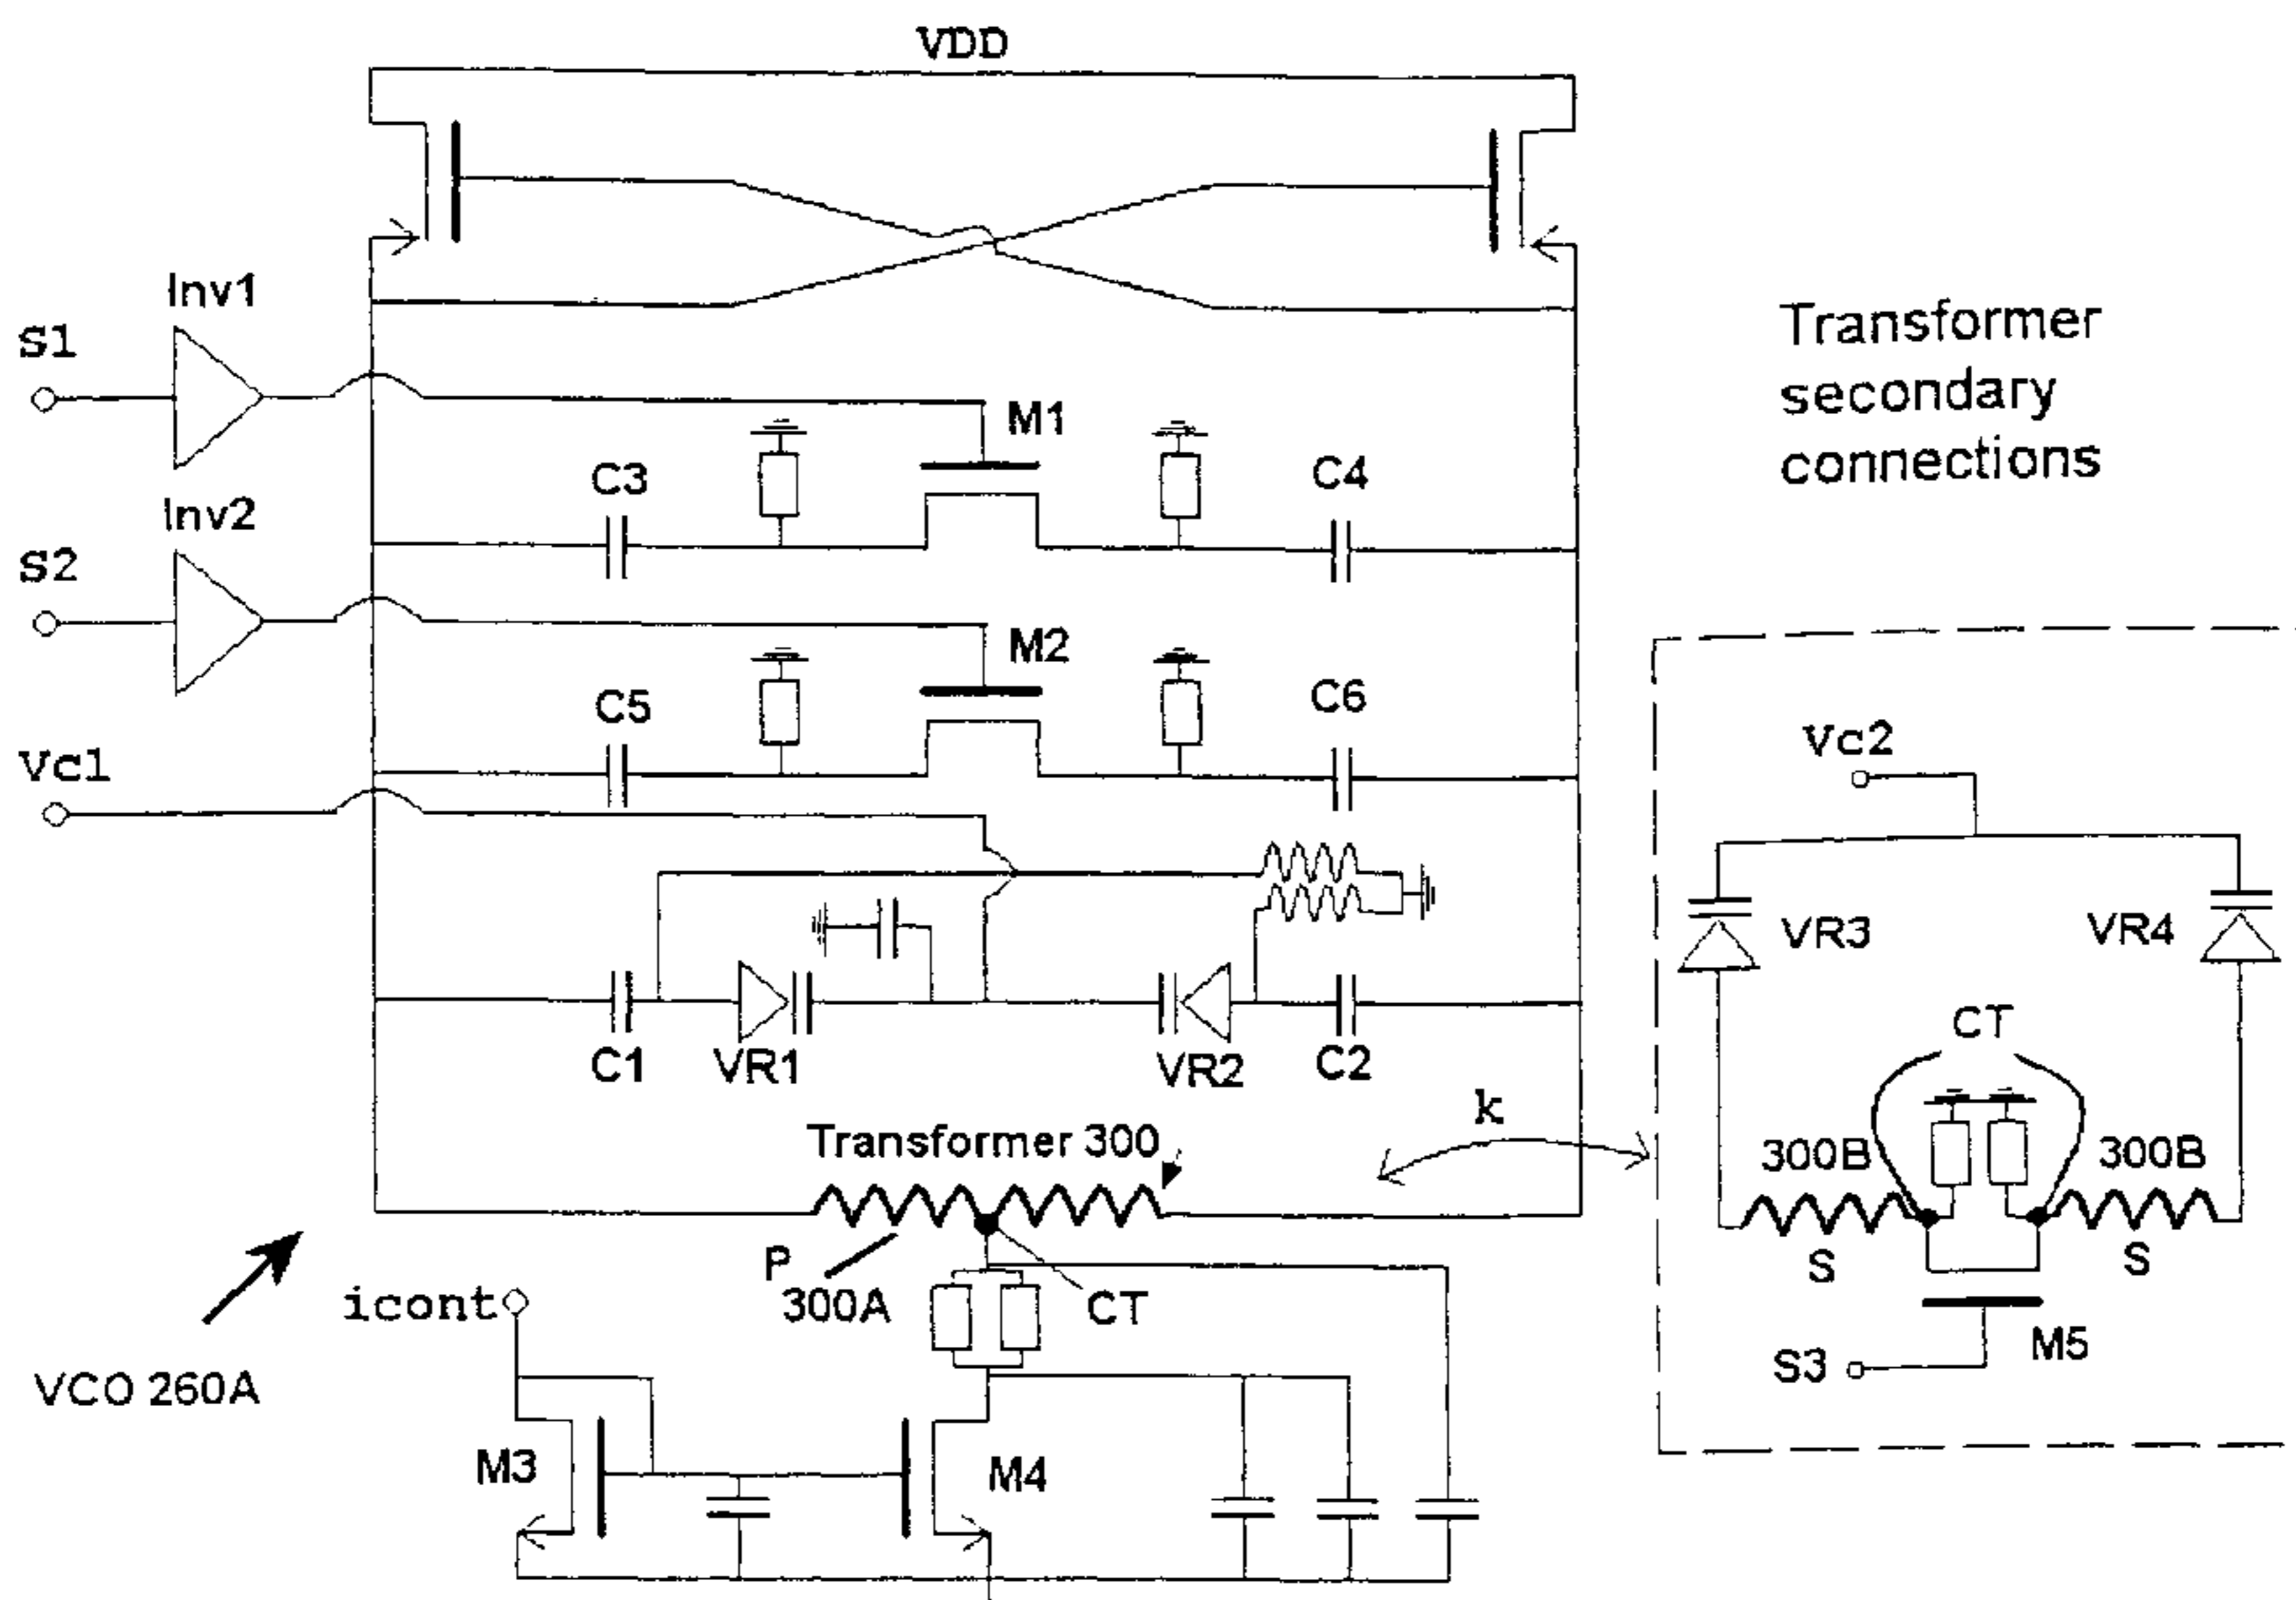 VDD
Inv1
S1
M1
C3
C4
Transformer
secondary
connections
Inv2
S2
M2
C5
C6
Vc1
Vc2
VR3
VR4
C1
VR1
VR2
C2
CT
k
Transformer 300
300B
300B
P
300A
CT
S
S
icont
S3
M5
VCO 260A
M3
M4